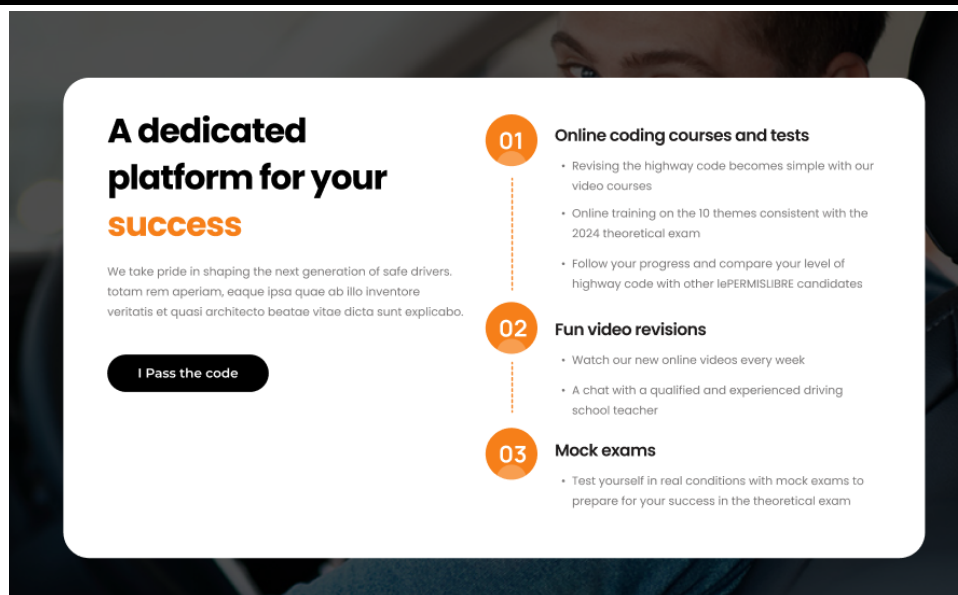 A dedicated
platform for your
success
We take pride in shaping the next generation of safe drivers.
totam rem aperiam, eaque ipsa quae ab illo inventore
veritatis et quasi architecto beatae vitae dicta sunt explicabo.
I Pass the code
01
Online coding courses and tests
• Revising the highway code becomes simple with our
video courses
• Online training on the 10 themes consistent with the
2024 theoretical exam
• Follow your progress and compare your level of
highway code with other lePERMISLIBRE candidates
02
Fun video revisions
• Watch our new online videos every week
• A chat with a qualified and experienced driving
school teacher
03
Mock exams
• Test yourself in real conditions with mock exams to
prepare for your success in the theoretical exam